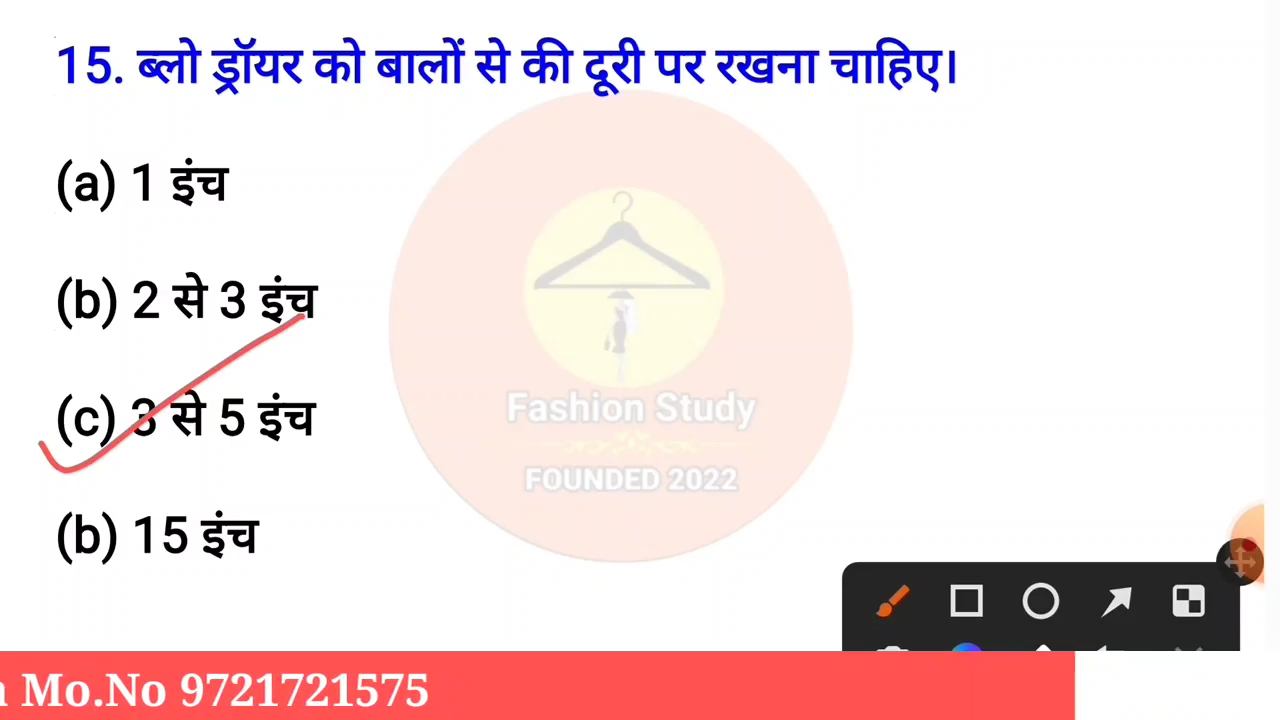 15. ब्लो ड्रॉयर को बालों से की दूरी पर रखना चाहिए।
(a) 1 इंच
(b) 2 से 3 इंच
(c) 3 से 5 इंच
(b) 15 इंच
Fashion Study
FOUNDED 2022
Mo.No 9721721575